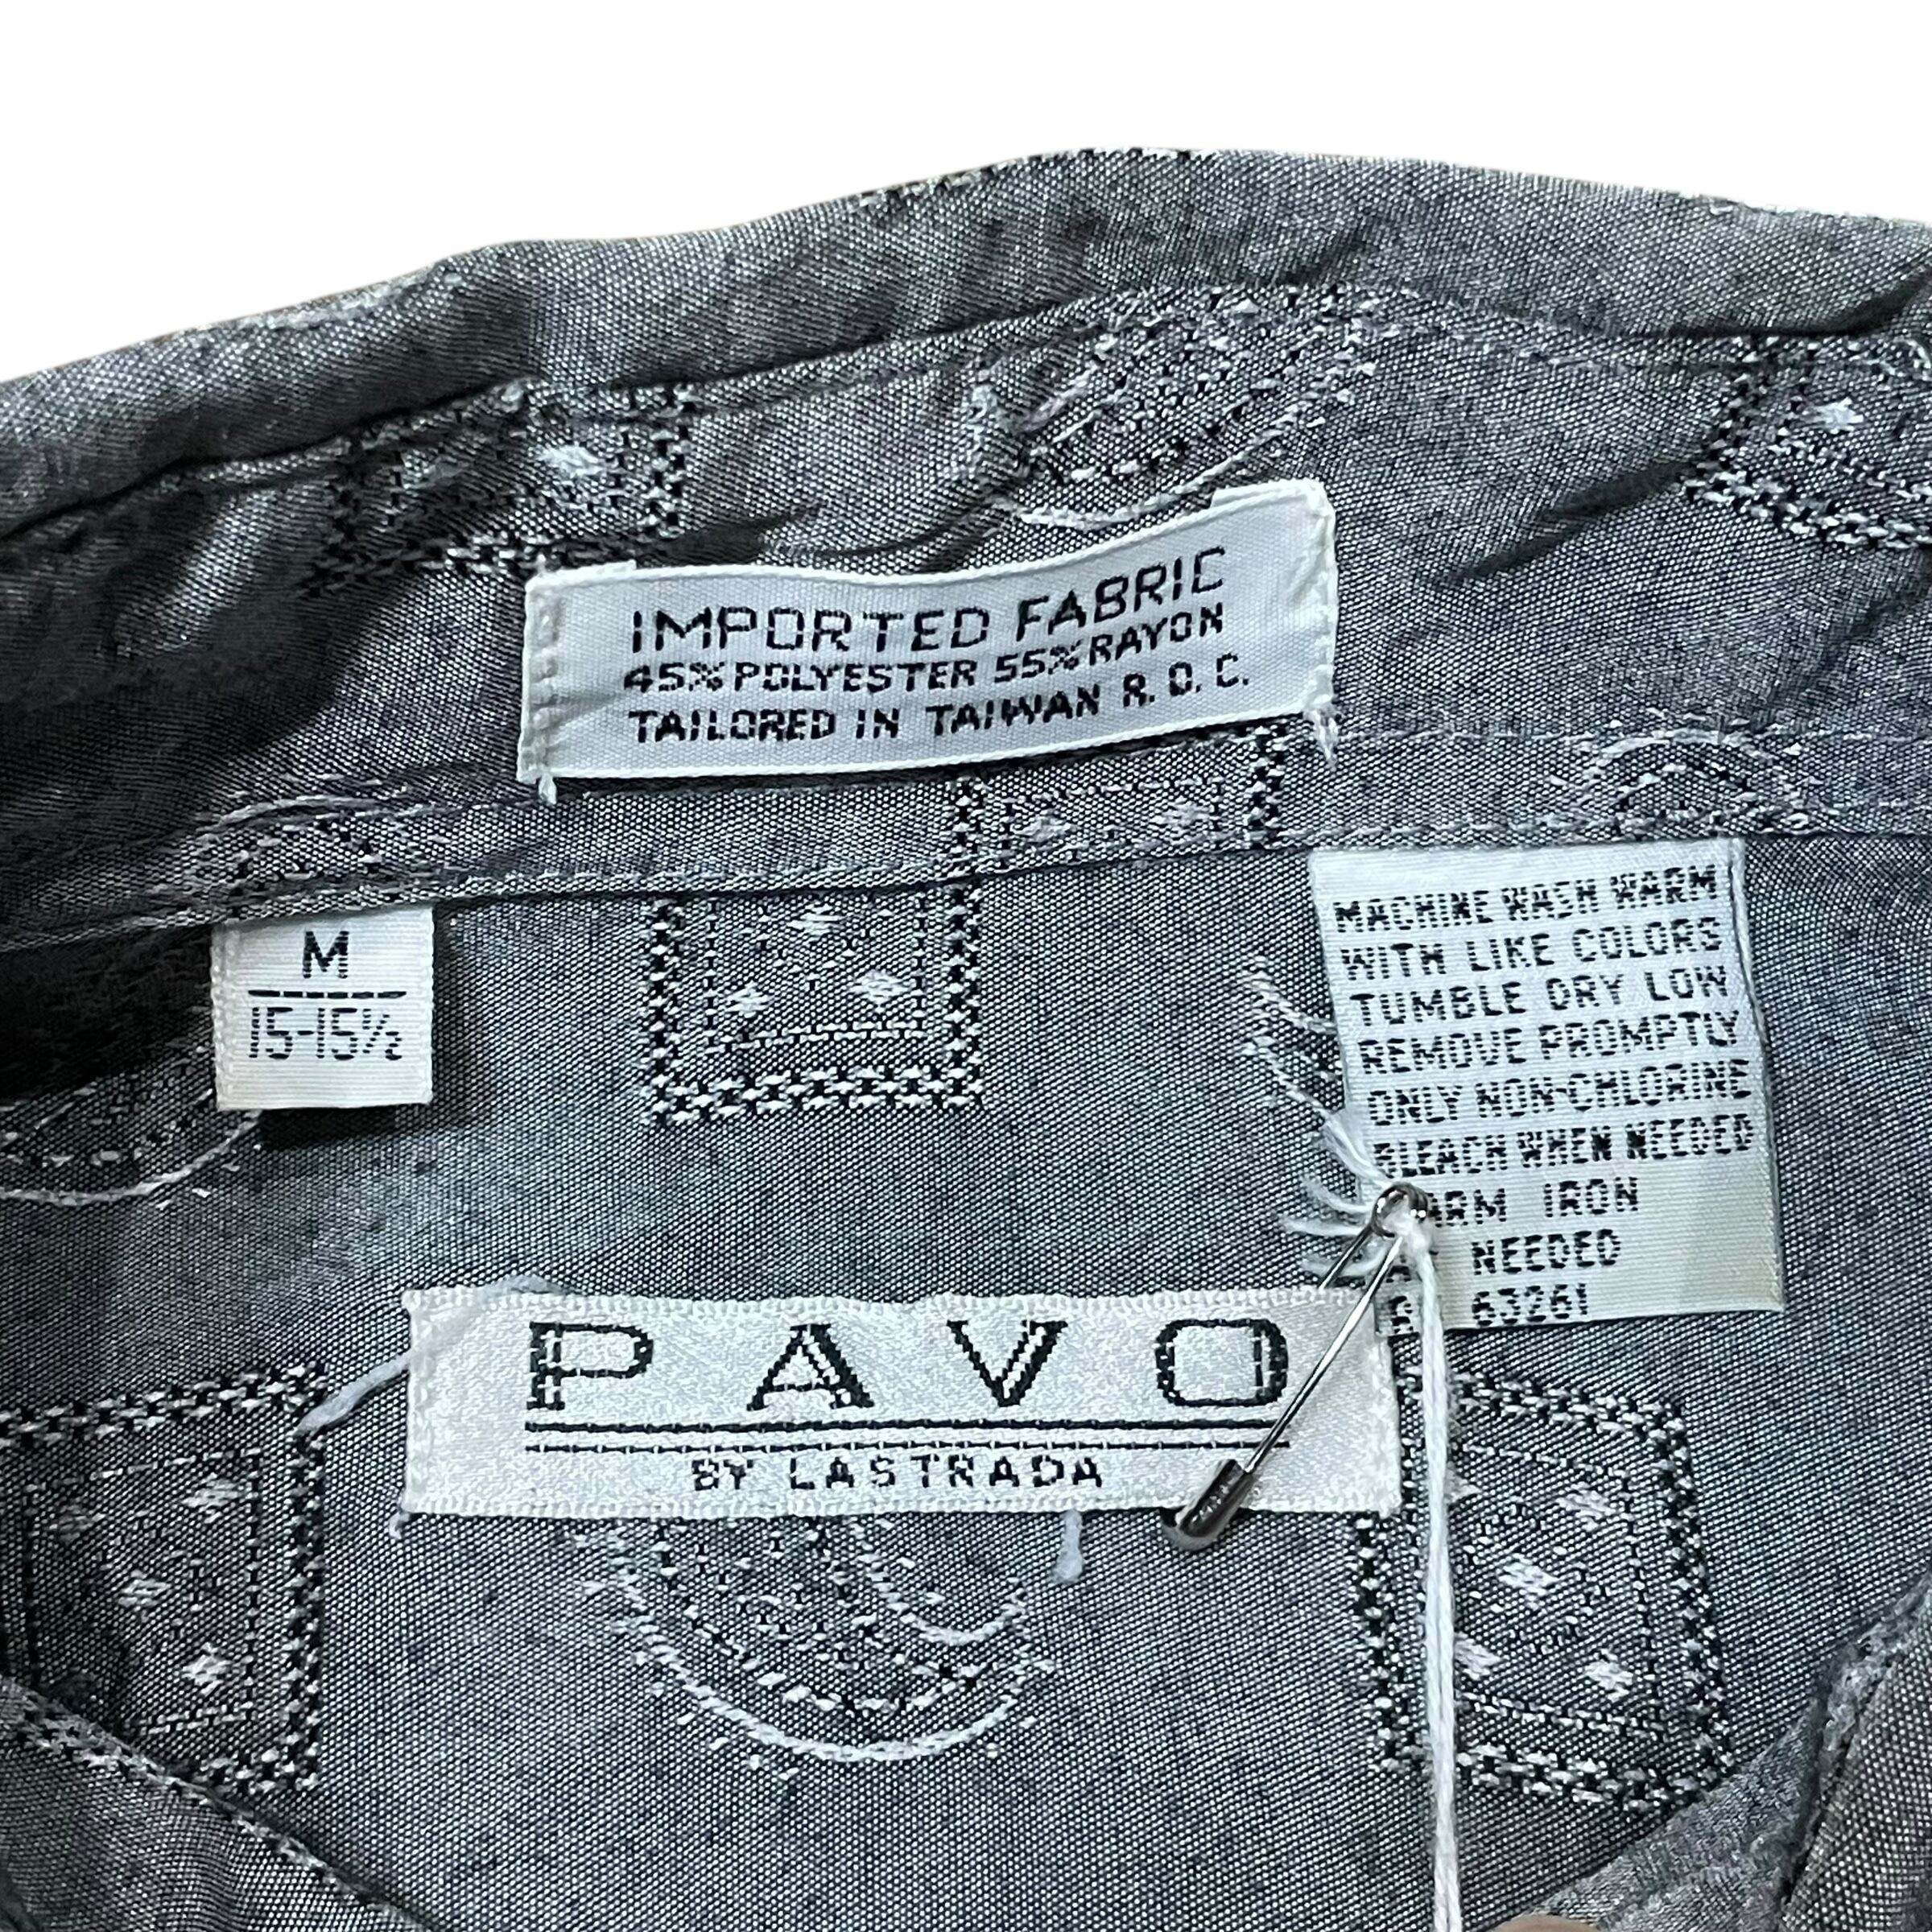 IMPORTED FABRIC
45% POLYESTER 55% RAYON
TAILORED IN TAIWAN R.O.C.
M
15-15½
MACHINE WASH WARM
WITH LIKE COLORS
TUMBLE DRY LOW
REMOVE PROMPTLY
ONLY NON-CHLORINE
BLEACH WHEN NEEDED
WARM IRON
NEEDED
63261
PAVO
BY LASTRADA